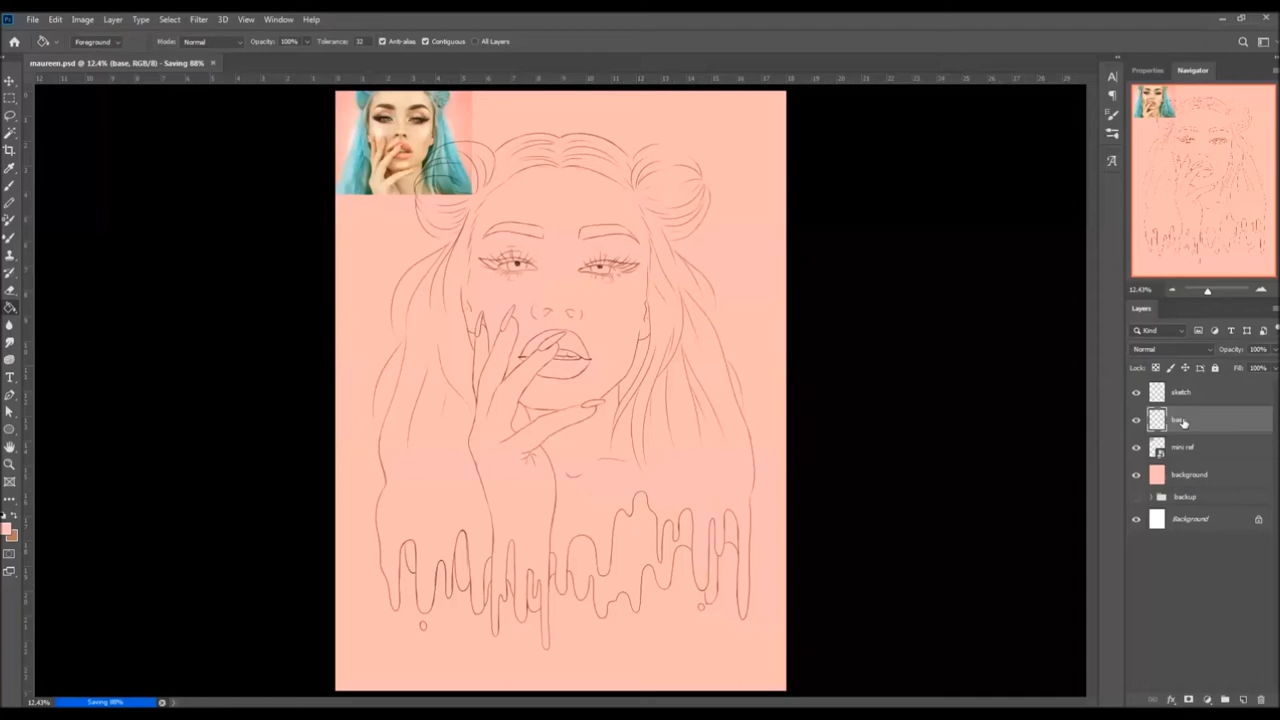 Ps File Edit Image Layer Type Select Filter 3D View Window Help
Foreground Mode: Normal Opacity: 100% Tolerance: 32 Anti-alias Contiguous All Layers
maureen.psd @ 12.4% (base, RGB/8) - Saving 88%
Properties Navigator
12.43%
Layers
Kind
Normal Opacity: 100%
Lock: Fill: 100%
sketch
mini ref
background
backup
Background
12.43% Saving 88%